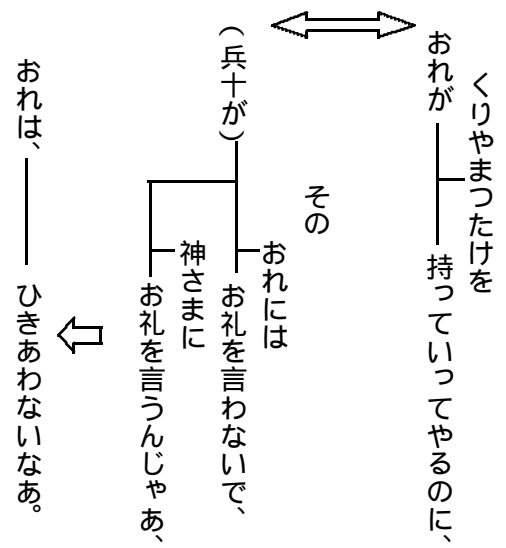 おれが
くりやまつたけを
持っていってやるのに、
その
（兵十が）
おれには
お礼を言わないで、
神さまに
お礼を言うんじゃあ、
おれは、
ひきあわないなあ。